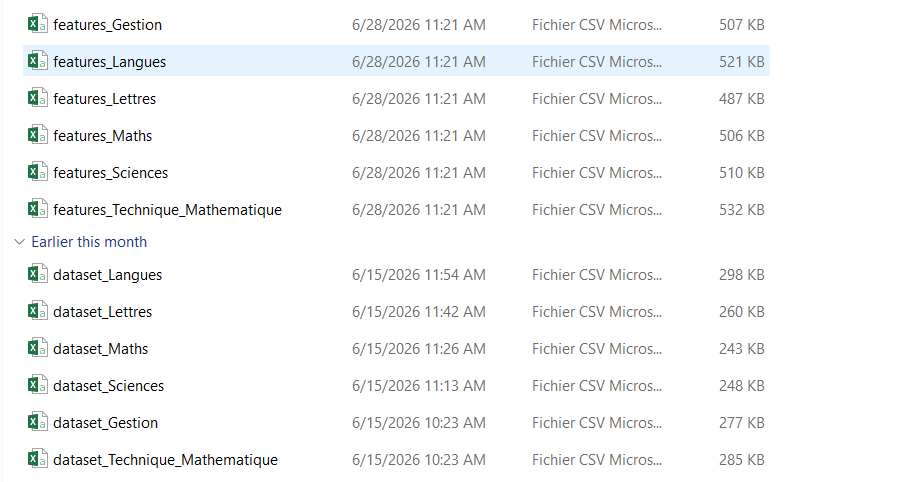 features_Gestion 6/28/2026 11:21 AM Fichier CSV Micros... 507 KB
features_Langues 6/28/2026 11:21 AM Fichier CSV Micros... 521 KB
features_Lettres 6/28/2026 11:21 AM Fichier CSV Micros... 487 KB
features_Maths 6/28/2026 11:21 AM Fichier CSV Micros... 506 KB
features_Sciences 6/28/2026 11:21 AM Fichier CSV Micros... 510 KB
features_Technique_Mathematique 6/28/2026 11:21 AM Fichier CSV Micros... 532 KB
Earlier this month
dataset_Langues 6/15/2026 11:54 AM Fichier CSV Micros... 298 KB
dataset_Lettres 6/15/2026 11:42 AM Fichier CSV Micros... 260 KB
dataset_Maths 6/15/2026 11:26 AM Fichier CSV Micros... 243 KB
dataset_Sciences 6/15/2026 11:13 AM Fichier CSV Micros... 248 KB
dataset_Gestion 6/15/2026 10:23 AM Fichier CSV Micros... 277 KB
dataset_Technique_Mathematique 6/15/2026 10:23 AM Fichier CSV Micros... 285 KB